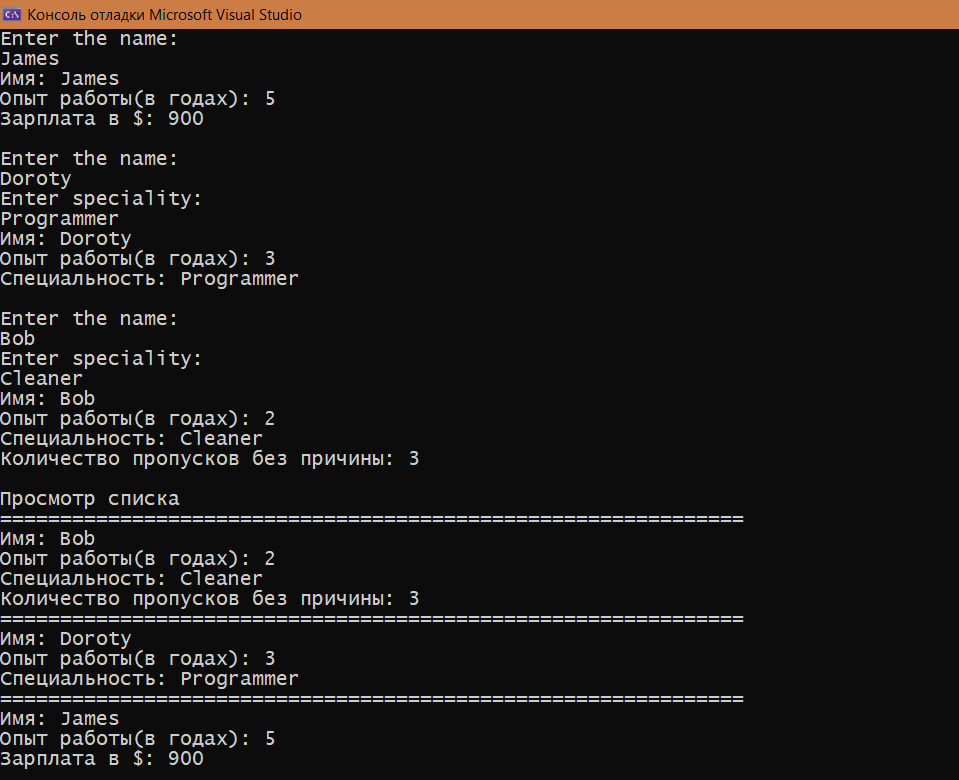 Консоль отладки Microsoft Visual Studio
Enter the name:
James
Имя: James
Опыт работы(в годах): 5
Зарплата в $: 900
Enter the name:
Doroty
Enter speciality:
Programmer
Имя: Doroty
Опыт работы(в годах): 3
Специальность: Programmer
Enter the name:
Bob
Enter speciality:
Cleaner
Имя: Bob
Опыт работы(в годах): 2
Специальность: Cleaner
Количество пропусков без причины: 3
Просмотр списка
==============================================================
Имя: Bob
Опыт работы(в годах): 2
Специальность: Cleaner
Количество пропусков без причины: 3
==============================================================
Имя: Doroty
Опыт работы(в годах): 3
Специальность: Programmer
==============================================================
Имя: James
Опыт работы(в годах): 5
Зарплата в $: 900